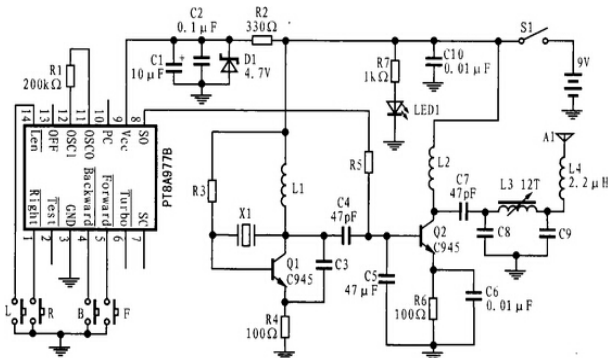 C2
0.1μF
R2
330Ω
S1
R1
200kΩ
C1
10μF
D1
4.7V
R7
1kΩ
C10
0.01μF
9V
LED1
14 13 12 11 10 9 8
Len OFF OSC1 OSC0 PC Vcc SO
PT8A977B
Right Test GND Backward Forward Turbo SC
1 2 3 4 5 6 7
R5
L1
L2
A1
R3
X1
C4
47pF
C7
47pF
L3 12T
L4
2.2μH
Q1
C945
C3
Q2
C945
C8
C9
C5
47μF
R4
100Ω
R6
100Ω
C6
0.01μF
L R B F